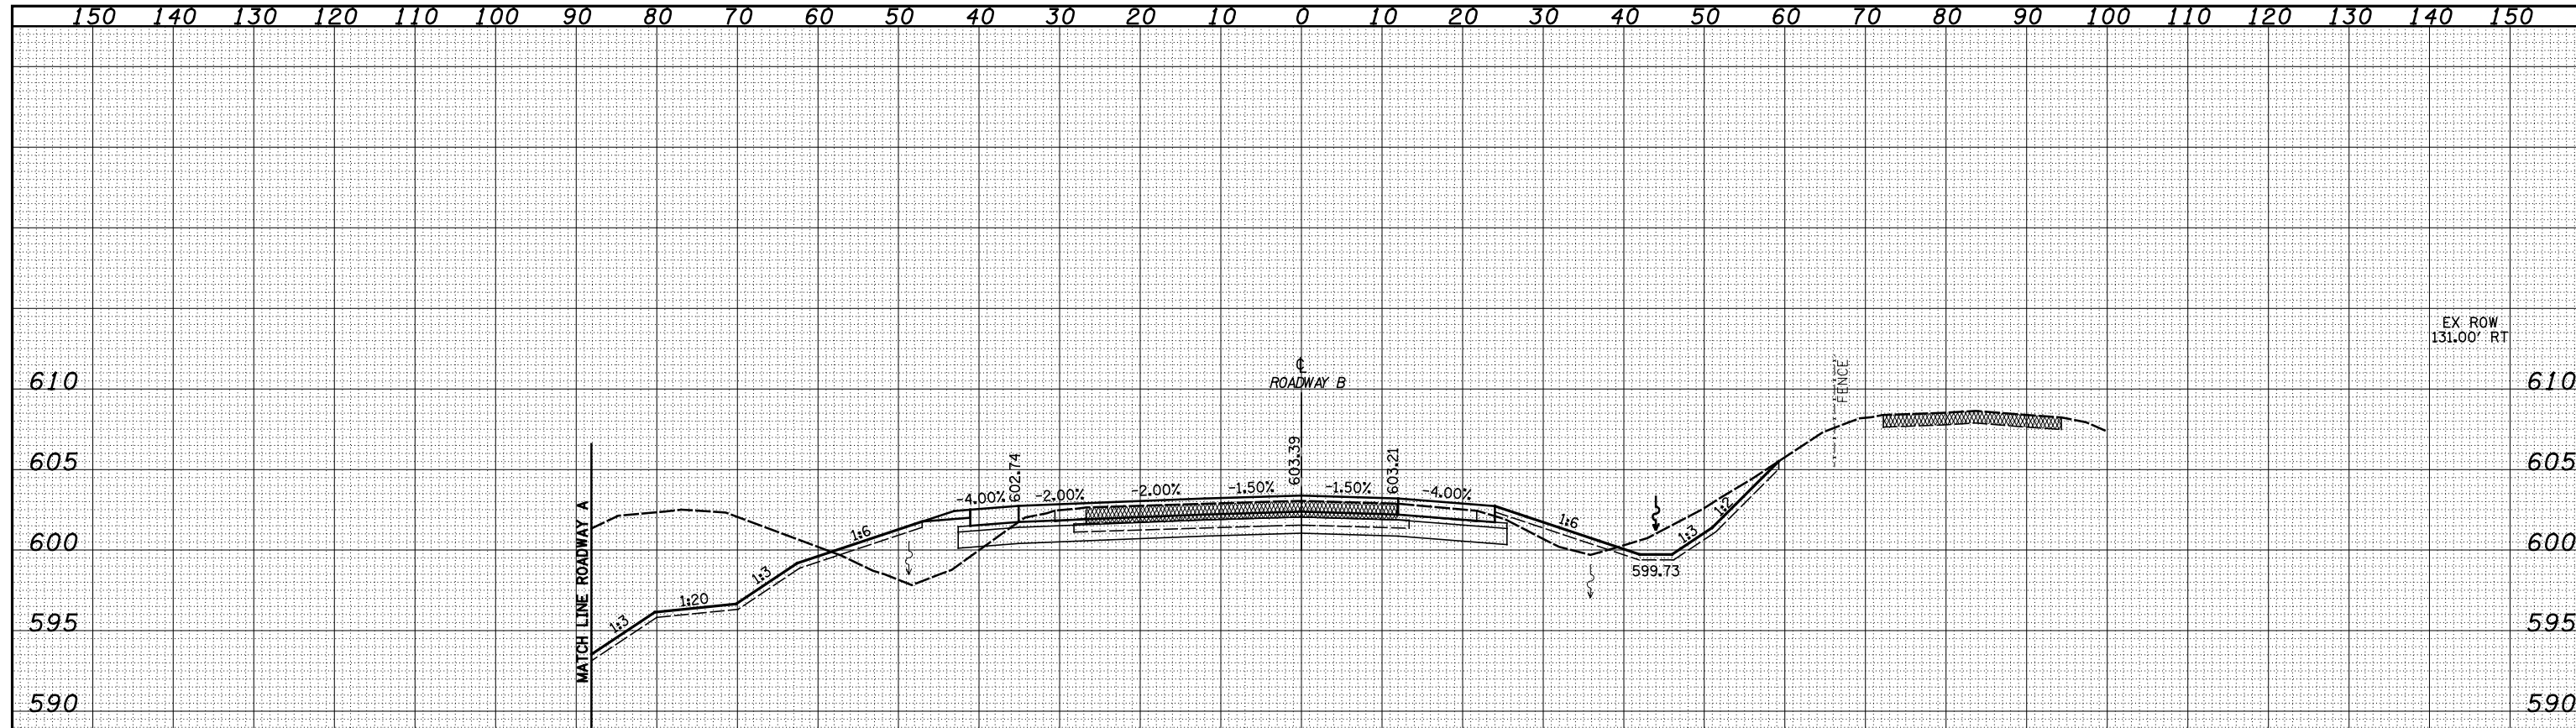 150 140 130 120 110 100 90 80 70 60 50 40 30 20 10 0 10 20 30 40 50 60 70 80 90 100 110 120 130 140 150
EX ROW
131.00' RT
FENCE
℄
ROADWAY B
610 610
605 605
603.39
603.21
602.74
-4.00% -2.00% -2.00% -1.50% -1.50% -4.00%
MATCH LINE ROADWAY A
1:6 1:6 1:2
600 600
1:3 1:3
599.73
1:20
1:3
595 595
590 590